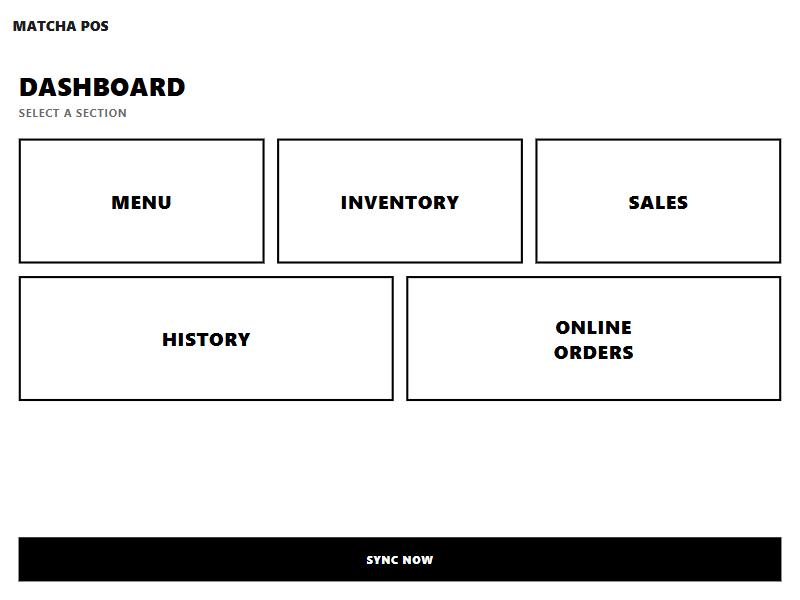 MATCHA POS
DASHBOARD
SELECT A SECTION
MENU
INVENTORY
SALES
HISTORY
ONLINE
ORDERS
SYNC NOW